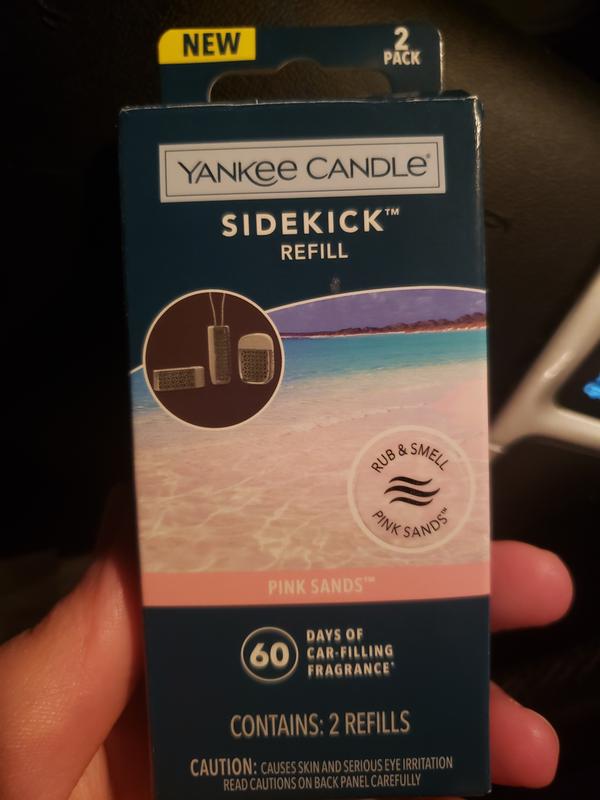 NEW
2
PACK
YANKEE CANDLE®
SIDEKICK™
REFILL
RUB & SMELL
PINK SANDS™
PINK SANDS™
60
DAYS OF
CAR-FILLING
FRAGRANCE*
CONTAINS: 2 REFILLS
CAUTION: CAUSES SKIN AND SERIOUS EYE IRRITATION
READ CAUTIONS ON BACK PANEL CAREFULLY